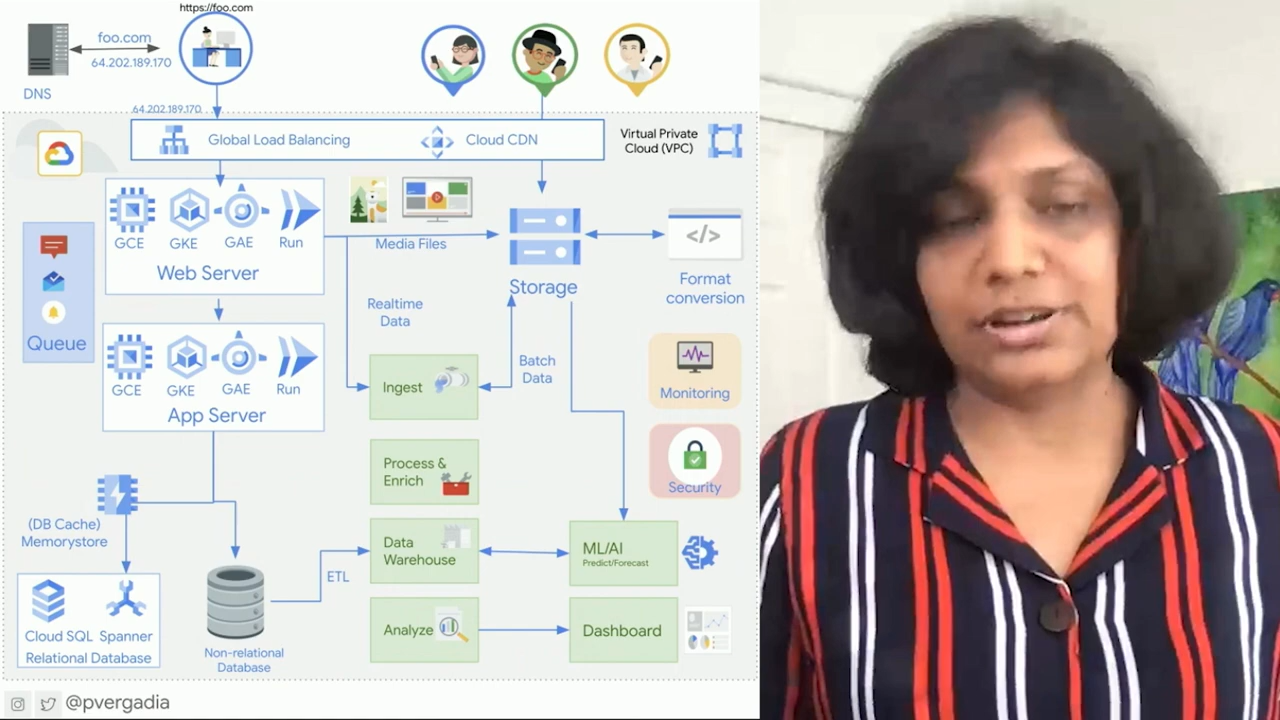 https://foo.com
foo.com
64.202.189.170
DNS
64.202.189.170
Global Load Balancing
Cloud CDN
Virtual Private
Cloud (VPC)
GCE
GKE
GAE
Run
Web Server
Media Files
Storage
Format
conversion
Queue
Realtime
Data
GCE
GKE
GAE
Run
App Server
Ingest
Batch
Data
Monitoring
Process &
Enrich
Security
(DB Cache)
Memorystore
Data
Warehouse
ML/AI
Predict/Forecast
ETL
Cloud SQL
Spanner
Relational Database
Non-relational
Database
Analyze
Dashboard
@pvergadia